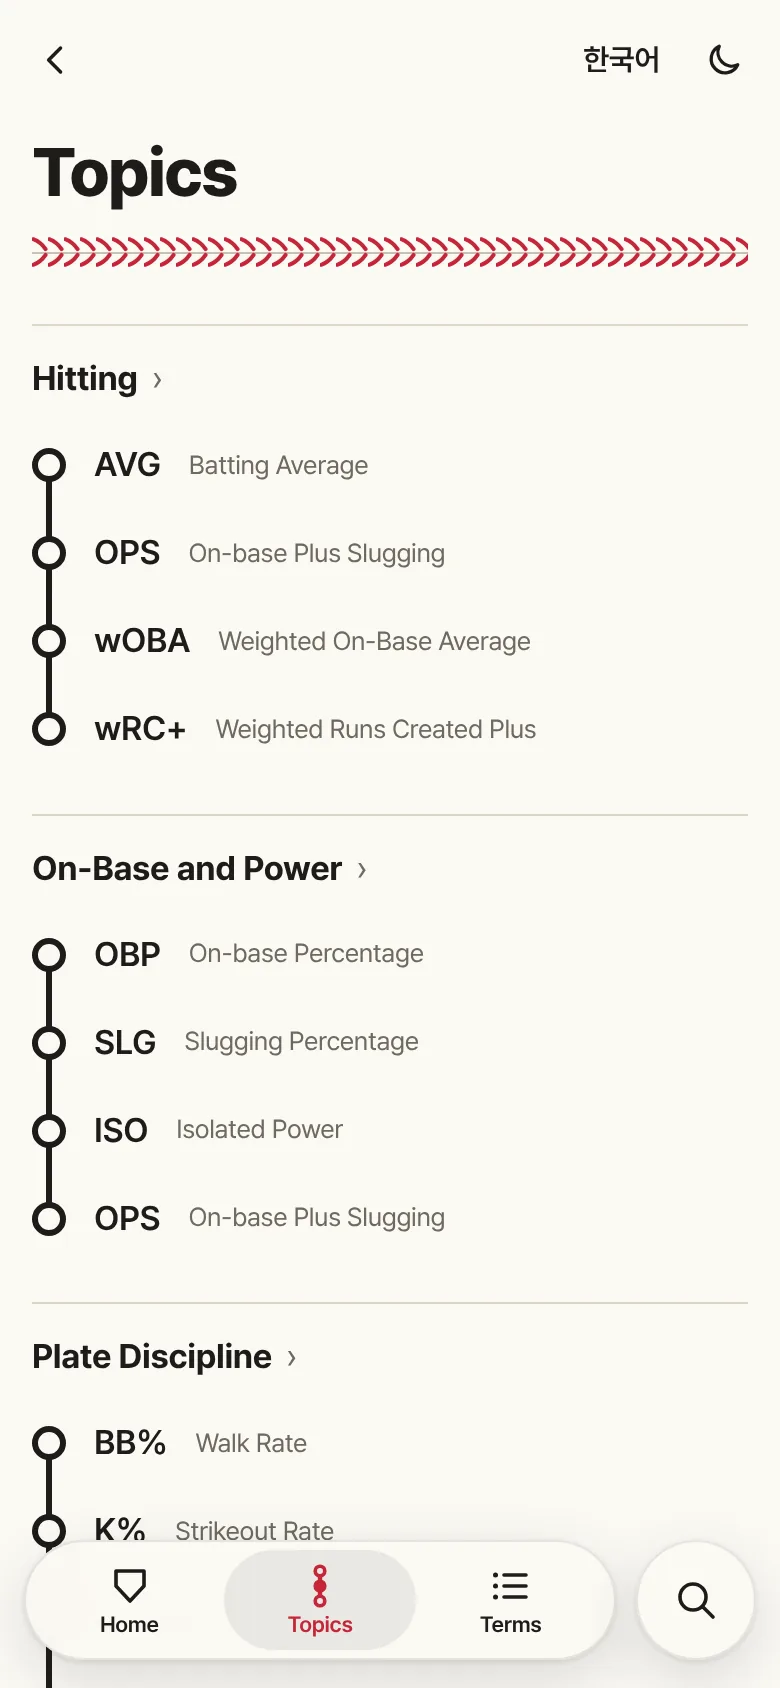 한국어
Topics
Hitting ›
AVG Batting Average
OPS On-base Plus Slugging
wOBA Weighted On-Base Average
wRC+ Weighted Runs Created Plus
On-Base and Power ›
OBP On-base Percentage
SLG Slugging Percentage
ISO Isolated Power
OPS On-base Plus Slugging
Plate Discipline ›
BB% Walk Rate
K% Strikeout Rate
Home Topics Terms